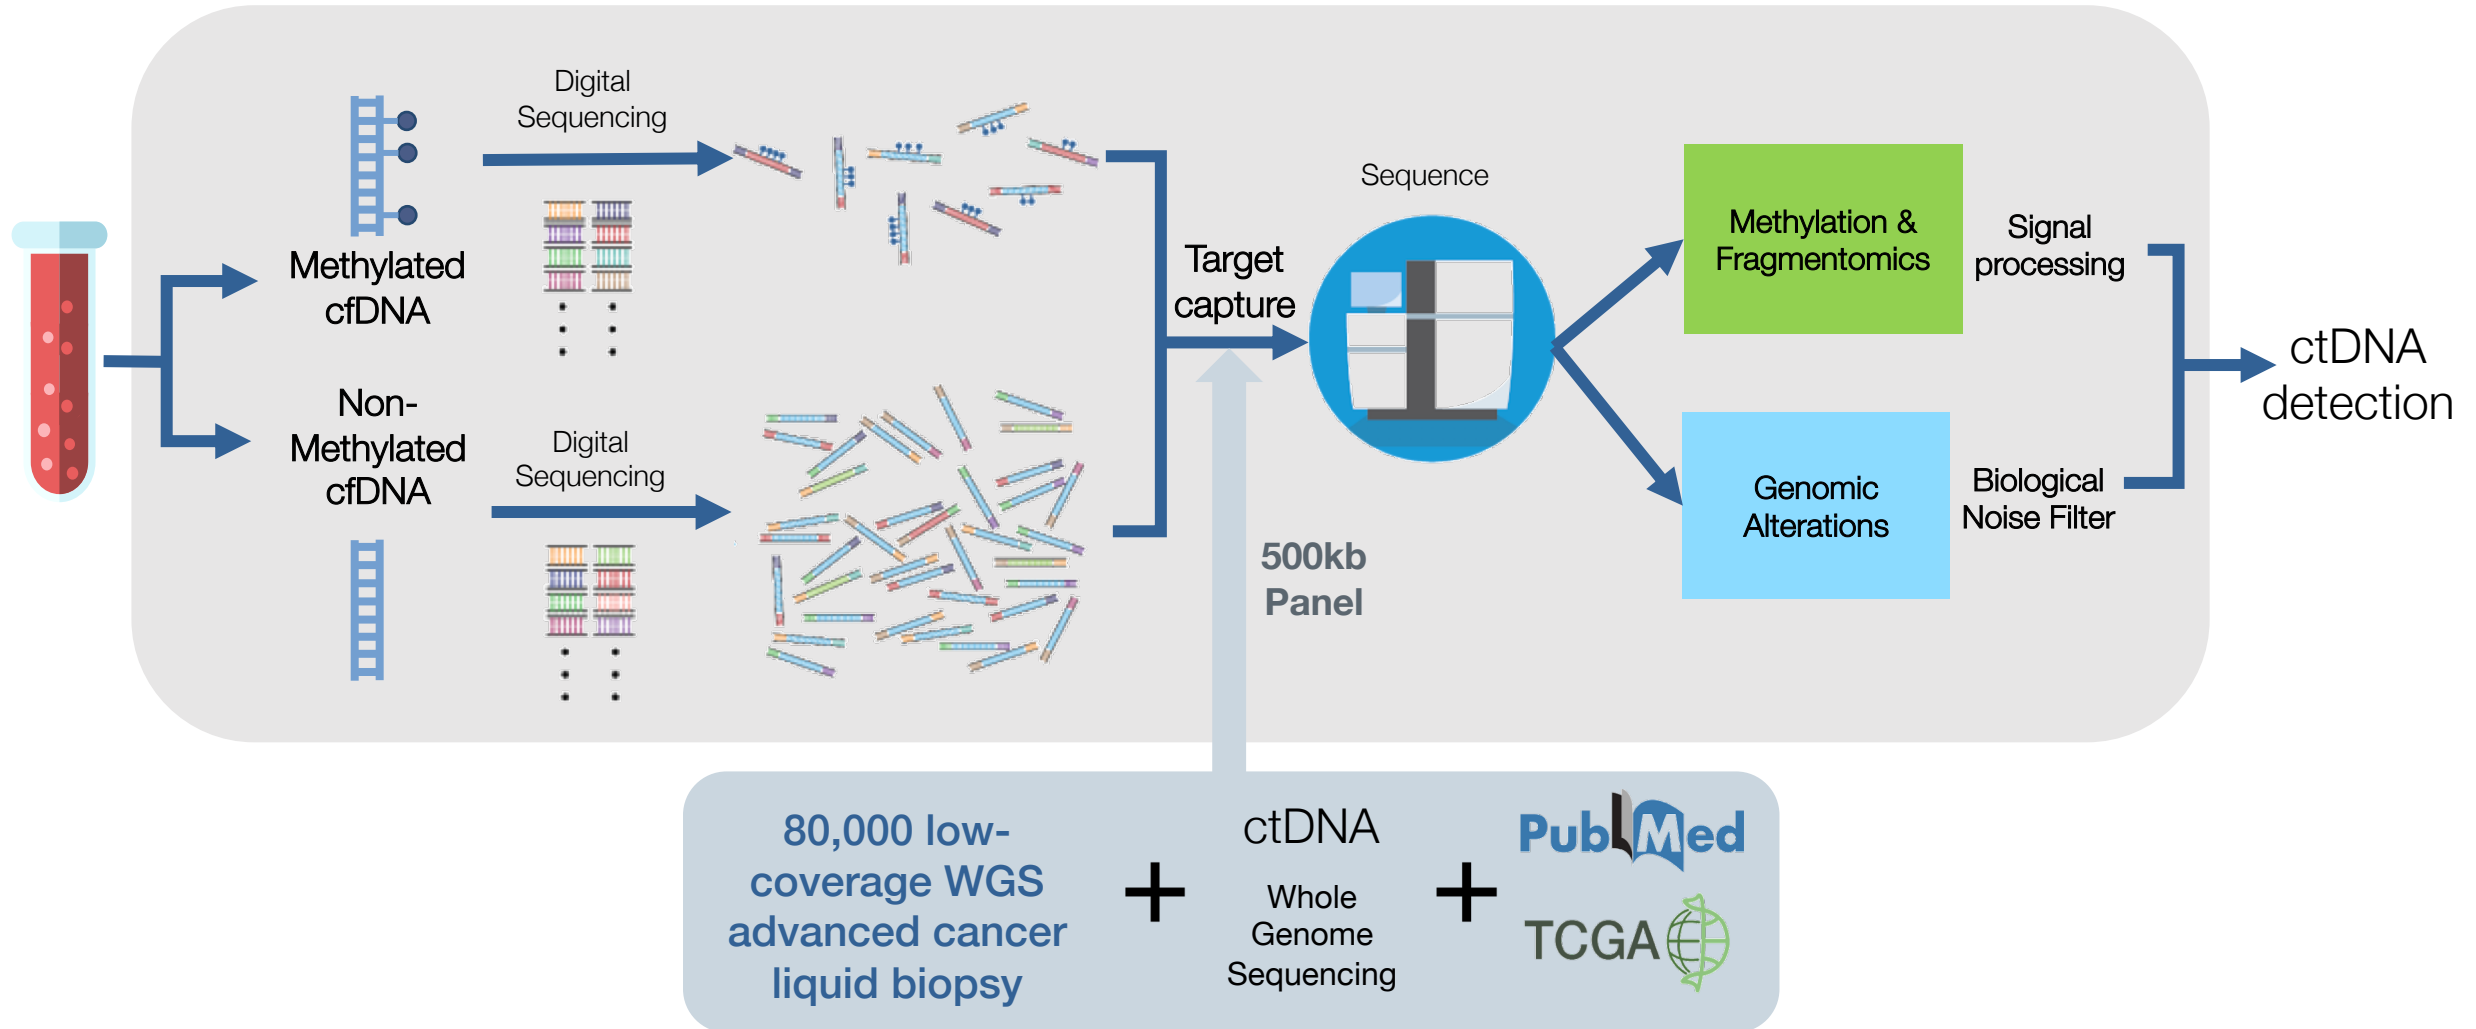 Digital
Sequencing
Methylated
cfDNA
Non-
Methylated
cfDNA
Digital
Sequencing
Target
capture
Sequence
500kb
Panel
Methylation &
Fragmentomics
Signal
processing
Genomic
Alterations
Biological
Noise Filter
ctDNA
detection
80,000 low-
coverage WGS
advanced cancer
liquid biopsy
+
ctDNA
Whole
Genome
Sequencing
+
PubMed
TCGA